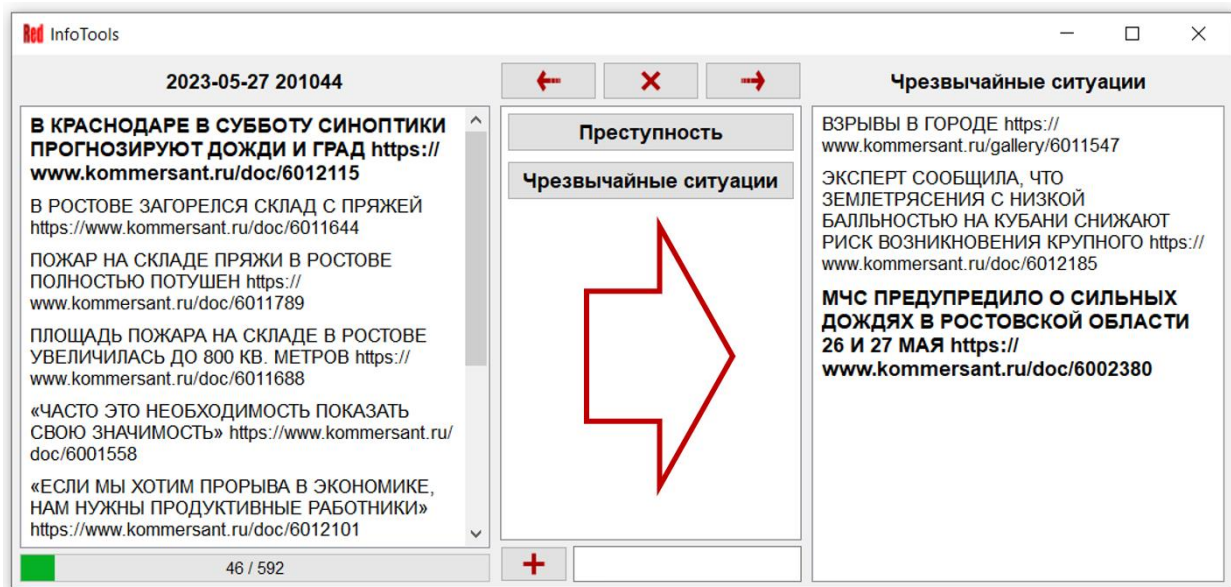 Red InfoTools
2023-05-27 201044
Чрезвычайные ситуации
В КРАСНОДАРЕ В СУББОТУ СИНОПТИКИ
ПРОГНОЗИРУЮТ ДОЖДИ И ГРАД https://
www.kommersant.ru/doc/6012115
В РОСТОВЕ ЗАГОРЕЛСЯ СКЛАД С ПРЯЖЕЙ
https://www.kommersant.ru/doc/6011644
ПОЖАР НА СКЛАДЕ ПРЯЖИ В РОСТОВЕ
ПОЛНОСТЬЮ ПОТУШЕН https://
www.kommersant.ru/doc/6011789
ПЛОЩАДЬ ПОЖАРА НА СКЛАДЕ В РОСТОВЕ
УВЕЛИЧИЛАСЬ ДО 800 КВ. МЕТРОВ https://
www.kommersant.ru/doc/6011688
«ЧАСТО ЭТО НЕОБХОДИМОСТЬ ПОКАЗАТЬ
СВОЮ ЗНАЧИМОСТЬ» https://www.kommersant.ru/
doc/6001558
«ЕСЛИ МЫ ХОТИМ ПРОРЫВА В ЭКОНОМИКЕ,
НАМ НУЖНЫ ПРОДУКТИВНЫЕ РАБОТНИКИ»
https://www.kommersant.ru/doc/6012101
46 / 592
Преступность
Чрезвычайные ситуации
ВЗРЫВЫ В ГОРОДЕ https://
www.kommersant.ru/gallery/6011547
ЭКСПЕРТ СООБЩИЛА, ЧТО
ЗЕМЛЕТРЯСЕНИЯ С НИЗКОЙ
БАЛЛЬНОСТЬЮ НА КУБАНИ СНИЖАЮТ
РИСК ВОЗНИКНОВЕНИЯ КРУПНОГО https://
www.kommersant.ru/doc/6012185
МЧС ПРЕДУПРЕДИЛО О СИЛЬНЫХ
ДОЖДЯХ В РОСТОВСКОЙ ОБЛАСТИ
26 И 27 МАЯ https://
www.kommersant.ru/doc/6002380